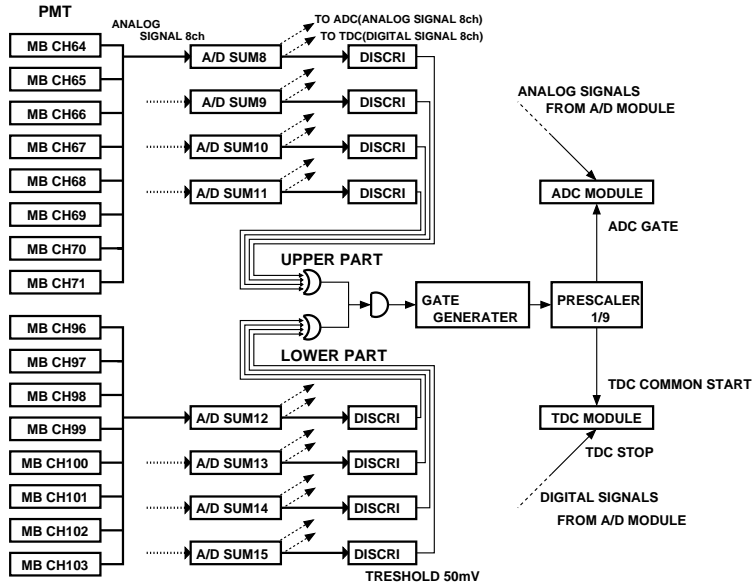 PMT
ANALOG
SIGNAL 8ch
TO ADC(ANALOG SIGNAL 8ch)
TO TDC(DIGITAL SIGNAL 8ch)
MB CH64
MB CH65
MB CH66
MB CH67
MB CH68
MB CH69
MB CH70
MB CH71
A/D SUM8
DISCRI
A/D SUM9
DISCRI
A/D SUM10
DISCRI
A/D SUM11
DISCRI
ANALOG SIGNALS
FROM A/D MODULE
ADC MODULE
ADC GATE
UPPER PART
GATE
GENERATER
PRESCALER
1/9
LOWER PART
MB CH96
MB CH97
MB CH98
MB CH99
MB CH100
MB CH101
MB CH102
MB CH103
A/D SUM12
DISCRI
A/D SUM13
DISCRI
A/D SUM14
DISCRI
A/D SUM15
DISCRI
TRESHOLD 50mV
TDC COMMON START
TDC MODULE
TDC STOP
DIGITAL SIGNALS
FROM A/D MODULE